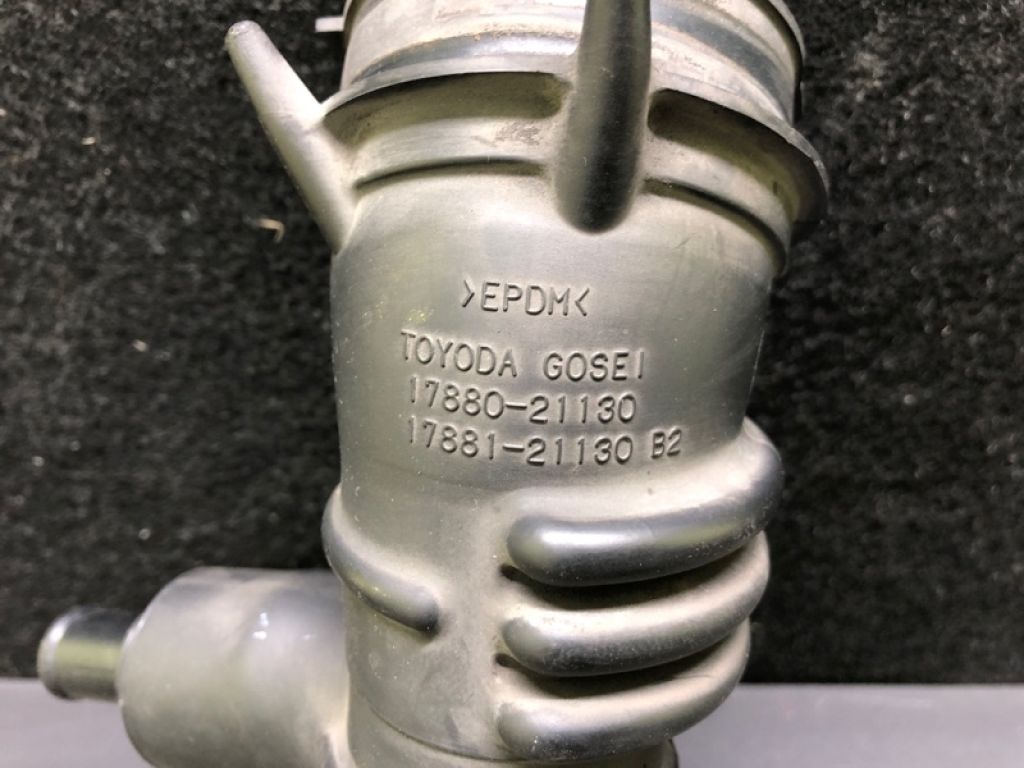 >EPDM<
TOYODA GOSEI
17880-21130
17881-21130 B2